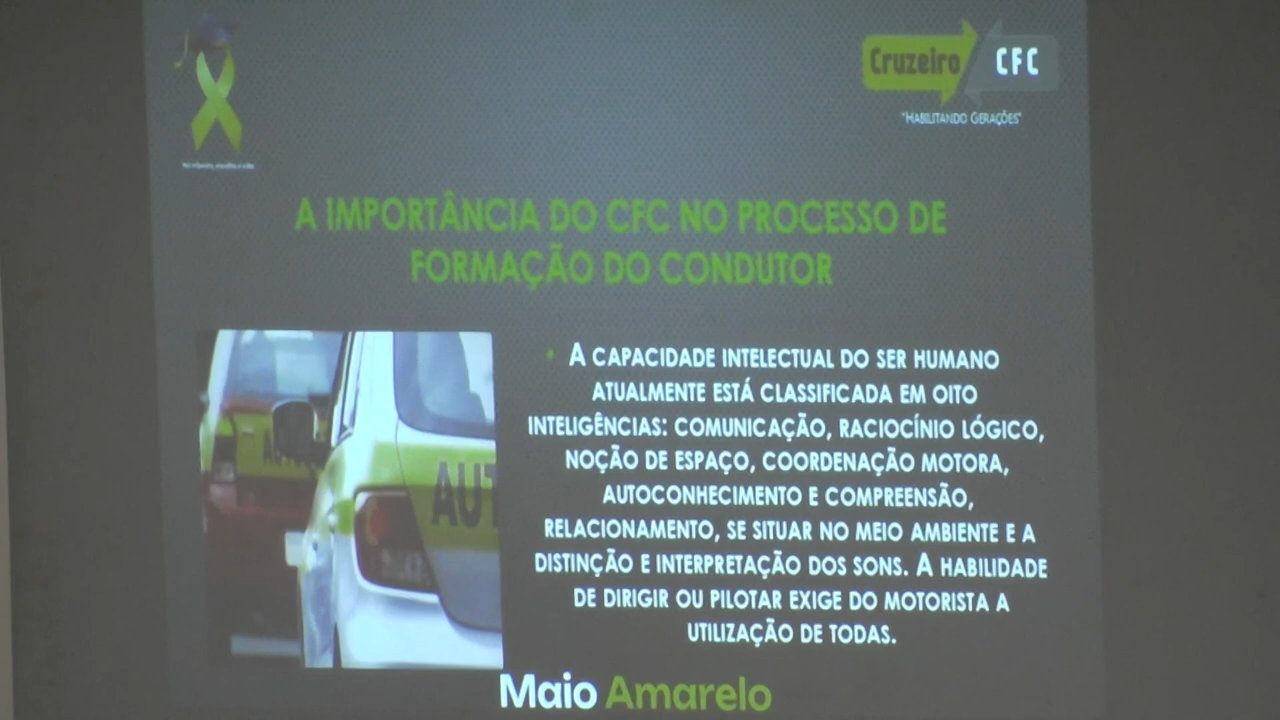 Cruzeiro CFC
"HABILITANDO GERAÇÕES"
A IMPORTÂNCIA DO CFC NO PROCESSO DE
FORMAÇÃO DO CONDUTOR
AUT
• A CAPACIDADE INTELECTUAL DO SER HUMANO
ATUALMENTE ESTÁ CLASSIFICADA EM OITO
INTELIGÊNCIAS: COMUNICAÇÃO, RACIOCÍNIO LÓGICO,
NOÇÃO DE ESPAÇO, COORDENAÇÃO MOTORA,
AUTOCONHECIMENTO E COMPREENSÃO,
RELACIONAMENTO, SE SITUAR NO MEIO AMBIENTE E A
DISTINÇÃO E INTERPRETAÇÃO DOS SONS. A HABILIDADE
DE DIRIGIR OU PILOTAR EXIGE DO MOTORISTA A
UTILIZAÇÃO DE TODAS.
Maio Amarelo